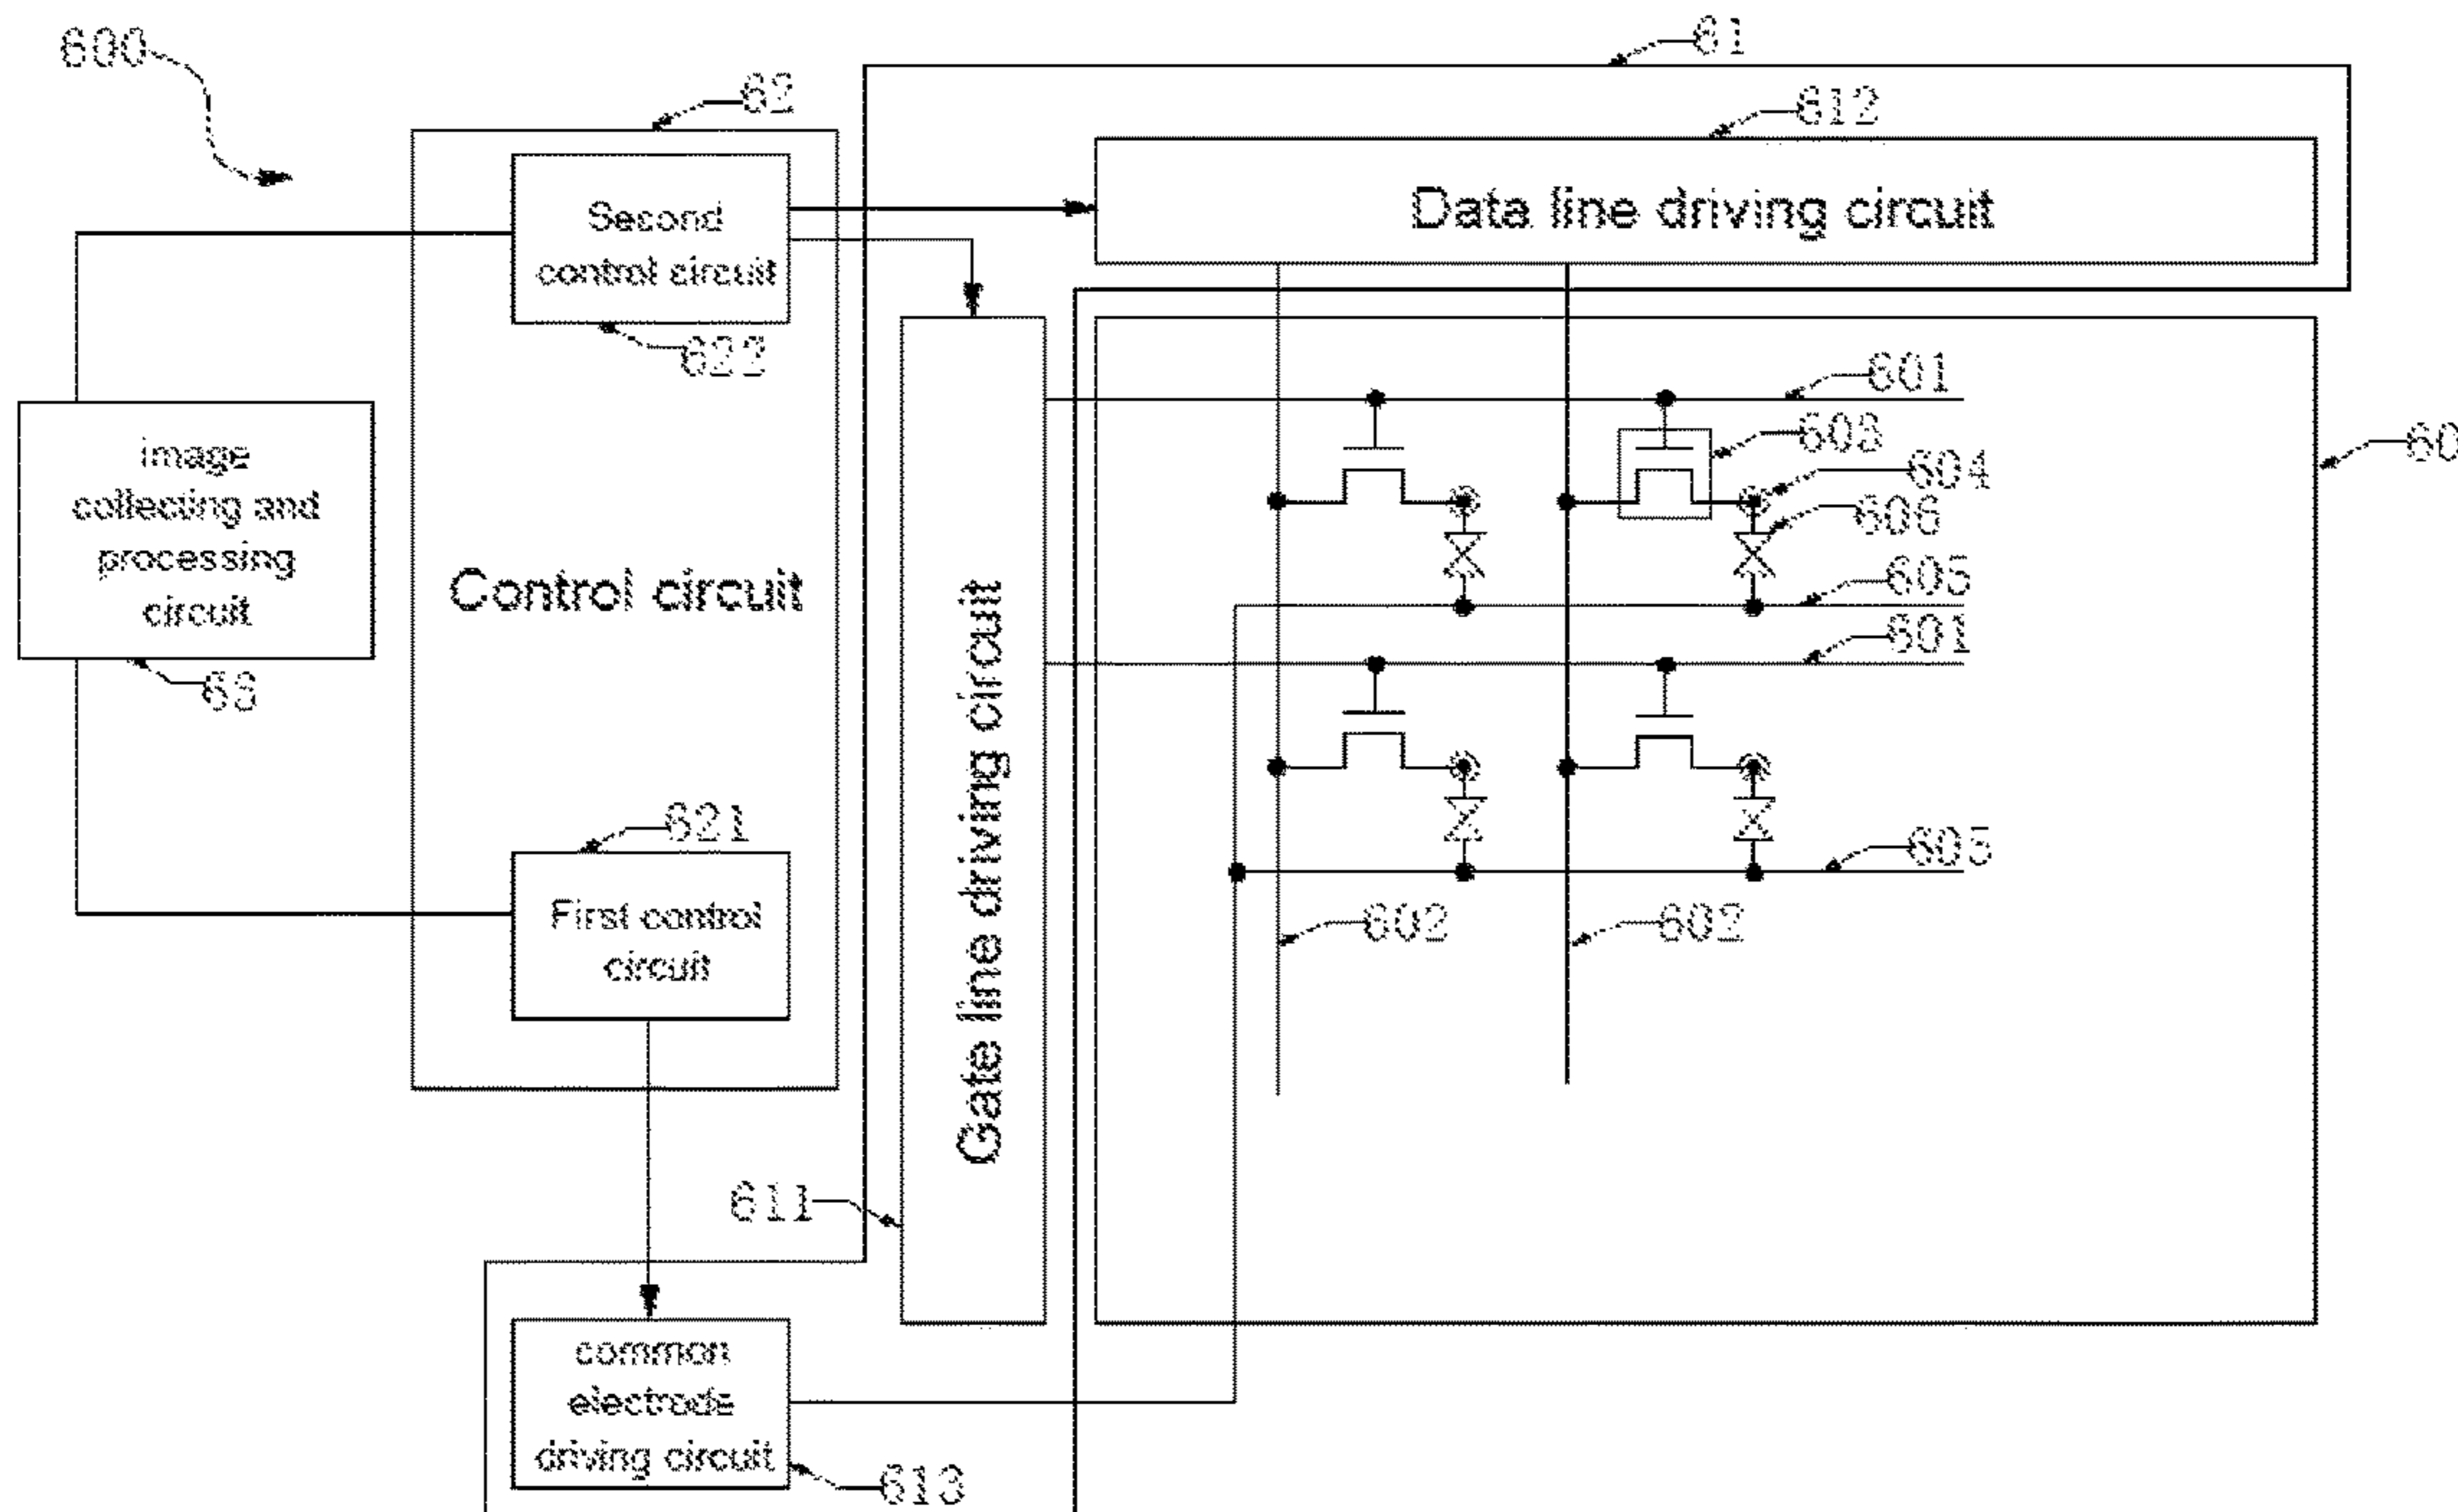 600
61
62
612
Second
control circuit
Data line driving circuit
622
601
603
60
604
606
image
collecting and
processing
circuit
63
Control circuit
Gate line driving circuit
605
601
621
605
First control
circuit
602
602
611
common
electrode
driving circuit
613